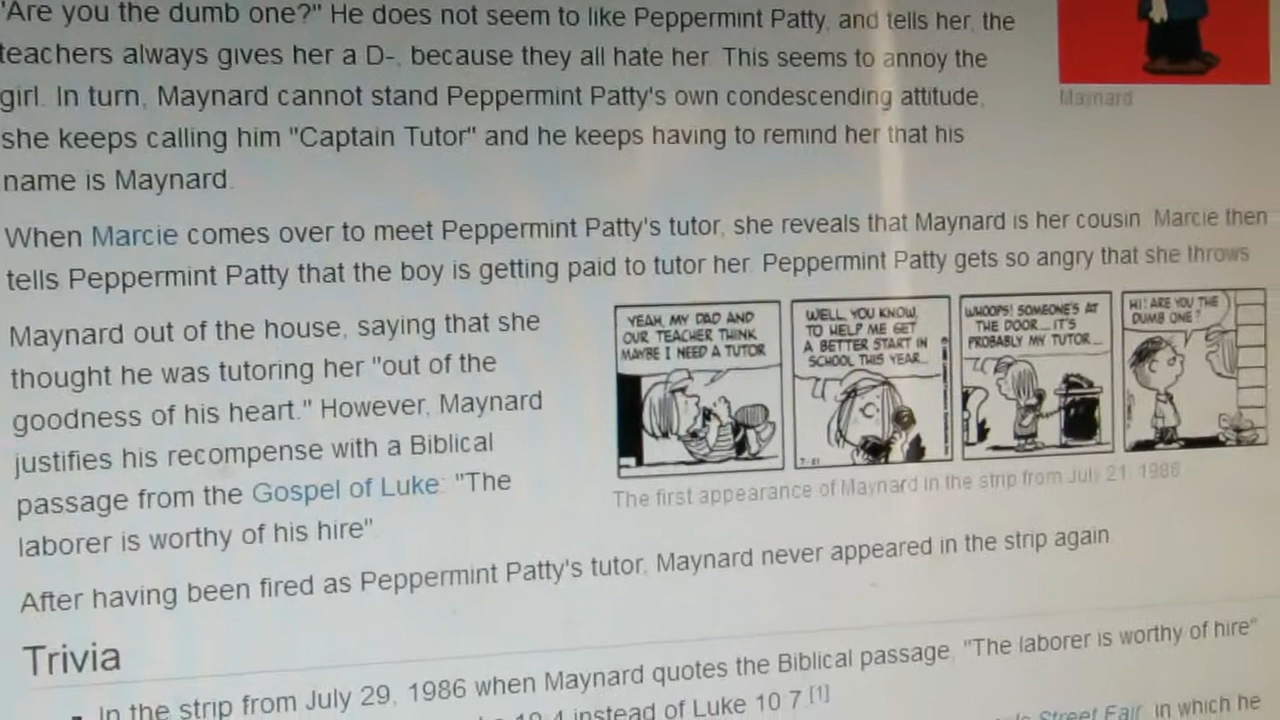 "Are you the dumb one?" He does not seem to like Peppermint Patty, and tells her, the
teachers always gives her a D-, because they all hate her. This seems to annoy the
girl. In turn, Maynard cannot stand Peppermint Patty's own condescending attitude,
she keeps calling him "Captain Tutor" and he keeps having to remind her that his
name is Maynard.
Maynard
When Marcie comes over to meet Peppermint Patty's tutor, she reveals that Maynard is her cousin. Marcie then
tells Peppermint Patty that the boy is getting paid to tutor her. Peppermint Patty gets so angry that she throws
Maynard out of the house, saying that she
thought he was tutoring her "out of the
goodness of his heart." However, Maynard
justifies his recompense with a Biblical
passage from the Gospel of Luke: "The
laborer is worthy of his hire".
YEAH, MY DAD AND
OUR TEACHER THINK
MAYBE I NEED A TUTOR
WELL, YOU KNOW,
TO HELP ME GET
A BETTER START IN
SCHOOL THIS YEAR...
7-21
WHOOPS! SOMEONE'S AT
THE DOOR... IT'S
PROBABLY MY TUTOR...
HI! ARE YOU THE
DUMB ONE?
The first appearance of Maynard in the strip from July 21, 1986
After having been fired as Peppermint Patty's tutor, Maynard never appeared in the strip again
Trivia
In the strip from July 29, 1986 when Maynard quotes the Biblical passage, "The laborer is worthy of hire"
10:4 instead of Luke 10:7.[1]
Street Fair, in which he